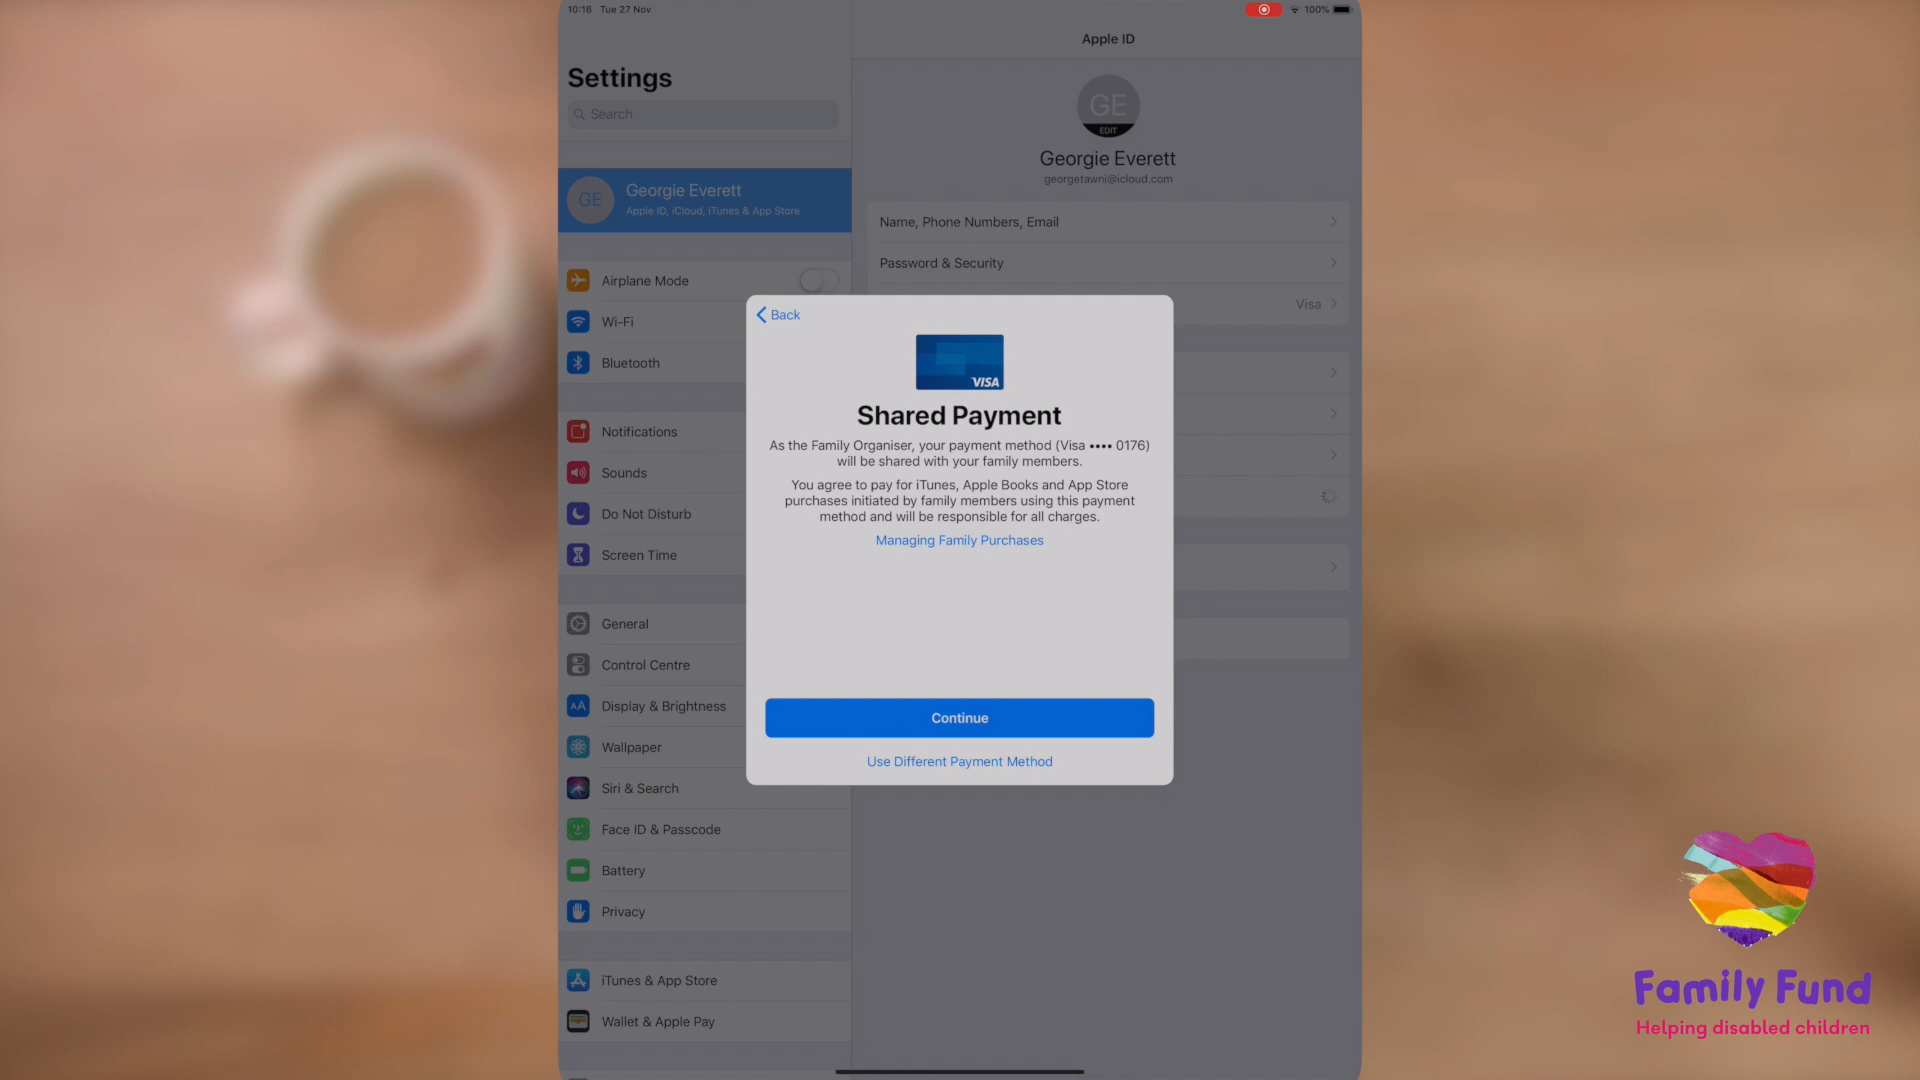 10:16 Tue 27 Nov
100%
Settings
Search
GE
Georgie Everett
Apple ID, iCloud, iTunes & App Store
Airplane Mode
Wi-Fi
Bluetooth
Notifications
Sounds
Do Not Disturb
Screen Time
General
Control Centre
AA
Display & Brightness
Wallpaper
Siri & Search
Face ID & Passcode
Battery
Privacy
iTunes & App Store
Wallet & Apple Pay
Apple ID
GE
EDIT
Georgie Everett
georgetawni@icloud.com
Name, Phone Numbers, Email
Password & Security
Visa
Back
VISA
Shared Payment
As the Family Organiser, your payment method (Visa •••• 0176)
will be shared with your family members.
You agree to pay for iTunes, Apple Books and App Store
purchases initiated by family members using this payment
method and will be responsible for all charges.
Managing Family Purchases
Continue
Use Different Payment Method
Family Fund
Helping disabled children